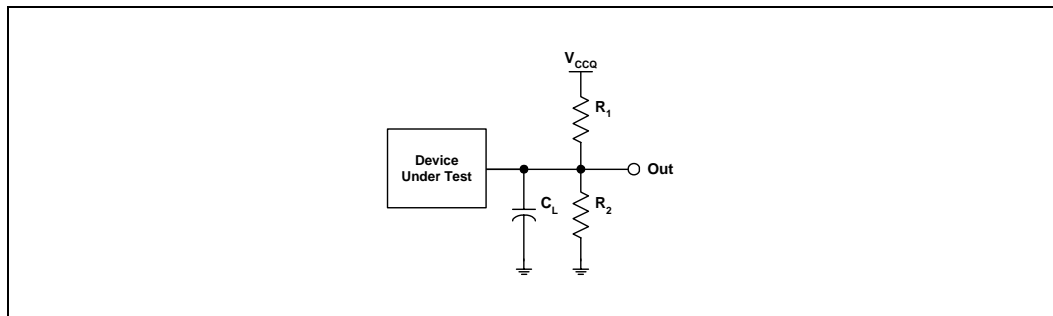 V_CCQ
R_1
Device
Under Test
Out
C_L
R_2